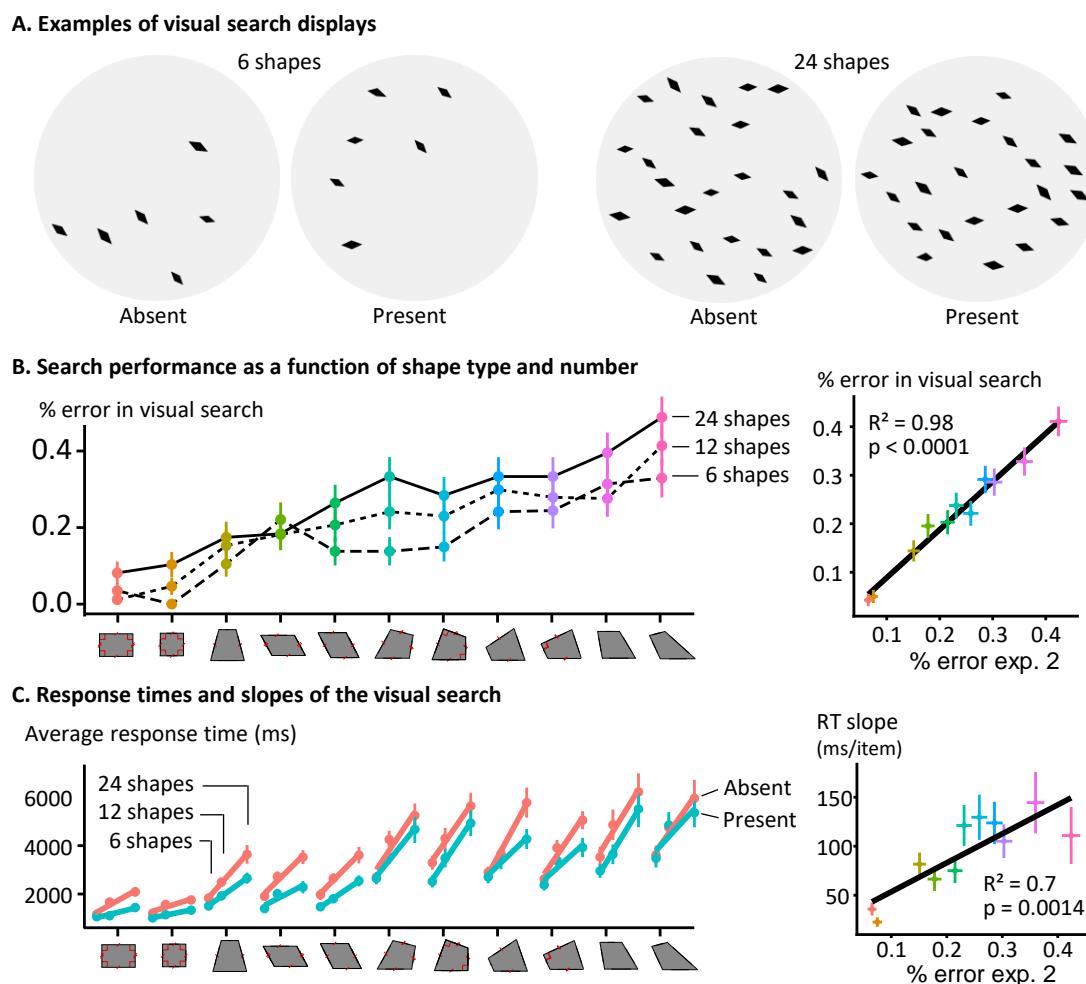 A. Examples of visual search displays
6 shapes
24 shapes
Absent
Present
Absent
Present
B. Search performance as a function of shape type and number
% error in visual search
0.4
0.2
0.0
24 shapes
12 shapes
6 shapes
% error in visual search
R² = 0.98
p < 0.0001
0.4
0.3
0.2
0.1
0.1
0.2
0.3
0.4
% error exp. 2
C. Response times and slopes of the visual search
Average response time (ms)
6000
4000
2000
24 shapes
12 shapes
6 shapes
Absent
Present
RT slope
(ms/item)
150
100
50
R² = 0.7
p = 0.0014
0.1
0.2
0.3
0.4
% error exp. 2